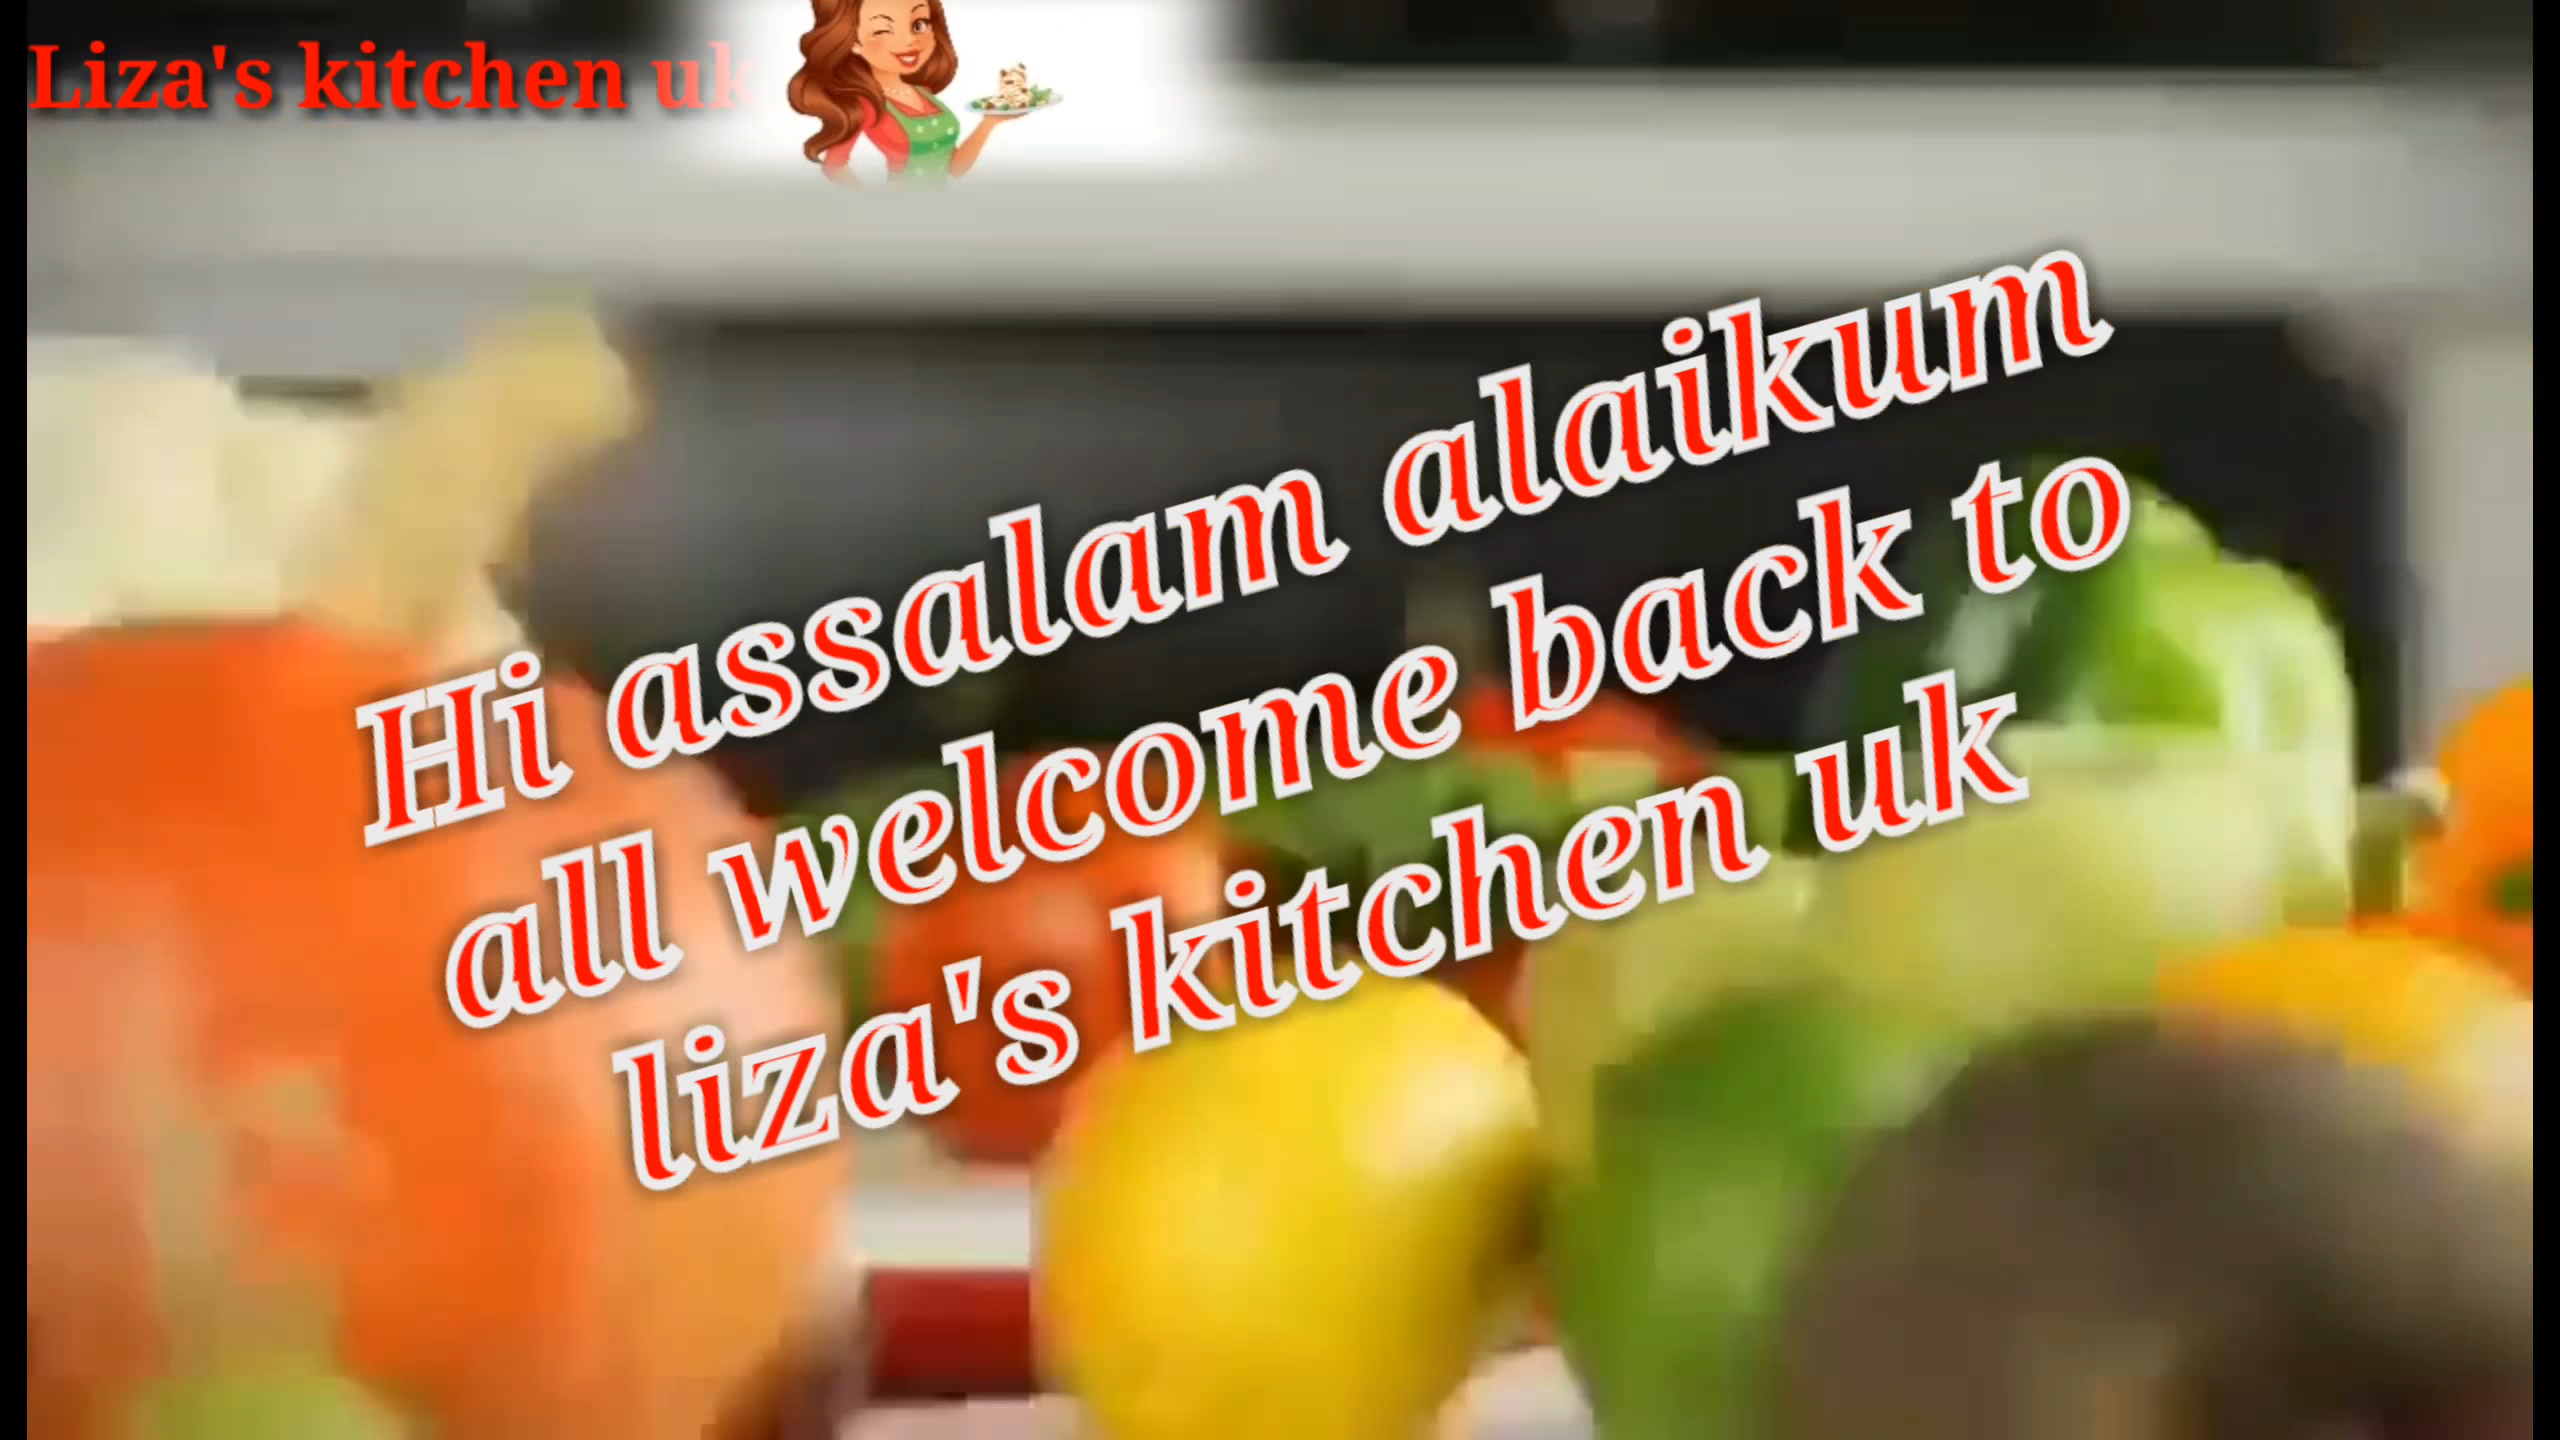 Liza's kitchen uk
Hi assalam alaikum
all welcome back to
liza's kitchen uk